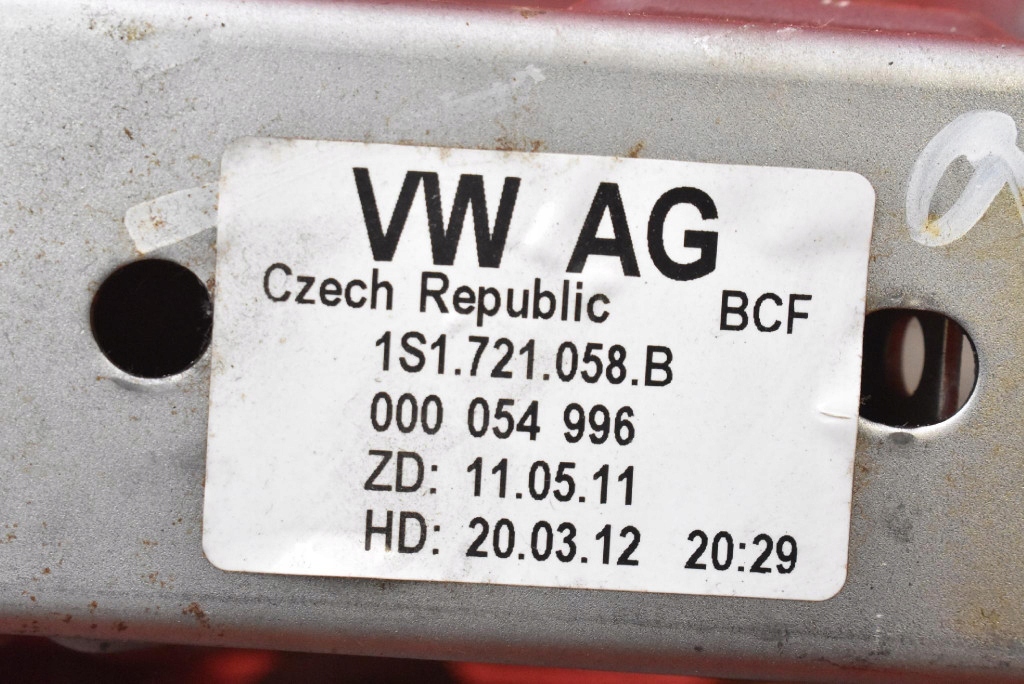 VW AG
Czech Republic BCF
1S1.721.058.B
000 054 996
ZD: 11.05.11
HD: 20.03.12 20:29